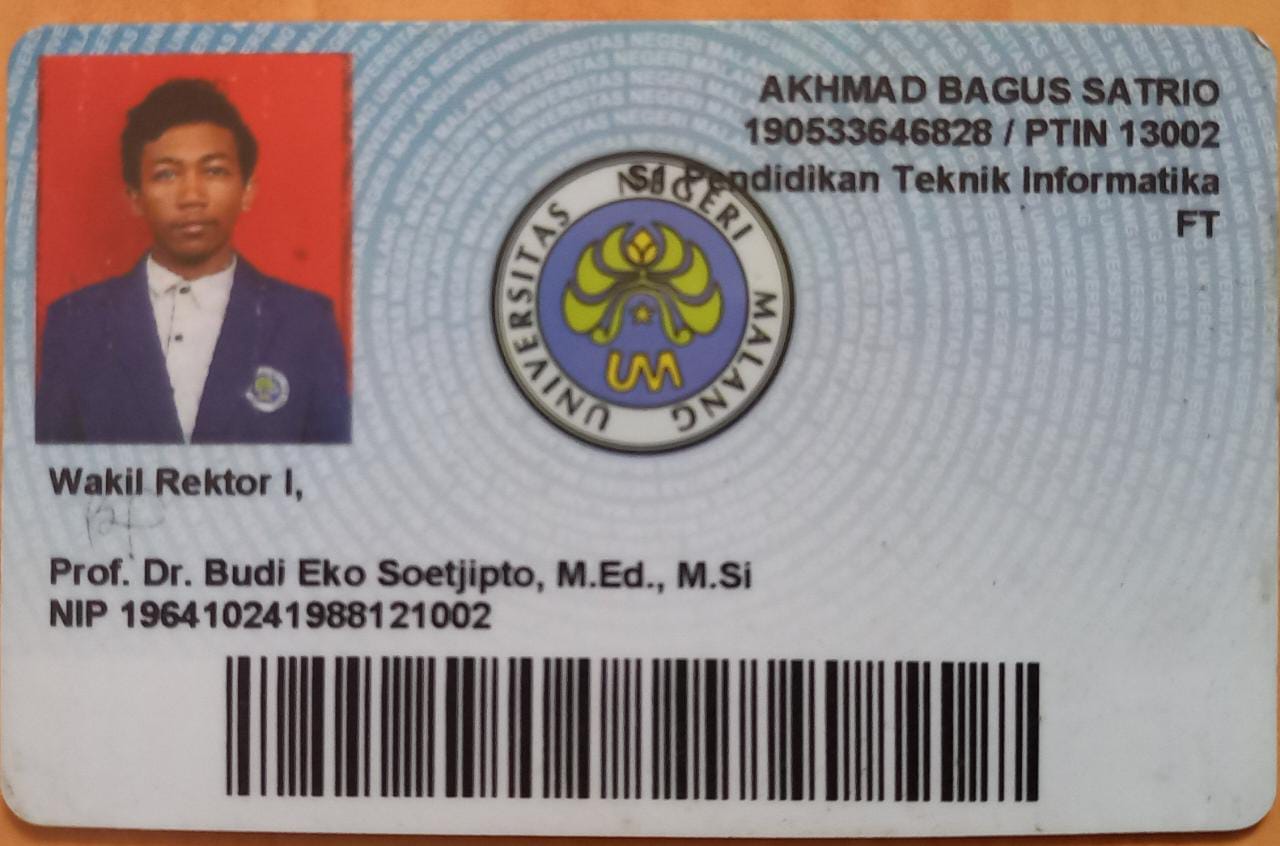 AKHMAD BAGUS SATRIO
190533646828 / PTIN 13002
S1 Pendidikan Teknik Informatika
FT
UNIVERSITAS NEGERI MALANG
UM
Wakil Rektor I,
Prof. Dr. Budi Eko Soetjipto, M.Ed., M.Si
NIP 196410241988121002